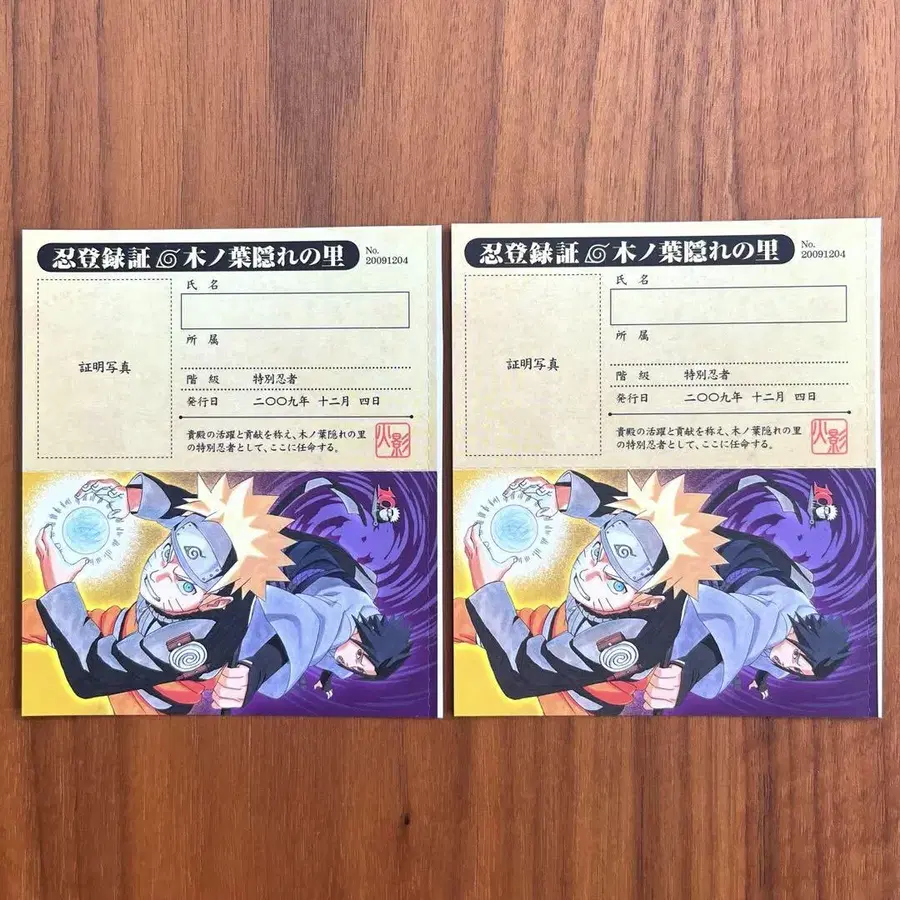 忍登録証 木ノ葉隠れの里
No.
20091204
氏名
証明写真
所属
階級 特別忍者
発行日 二〇〇九年 十二月 四日
貴殿の活躍と貢献を称え、木ノ葉隠れの里
の特別忍者として、ここに任命する。
火影
忍登録証 木ノ葉隠れの里
No.
20091204
氏名
証明写真
所属
階級 特別忍者
発行日 二〇〇九年 十二月 四日
貴殿の活躍と貢献を称え、木ノ葉隠れの里
の特別忍者として、ここに任命する。
火影